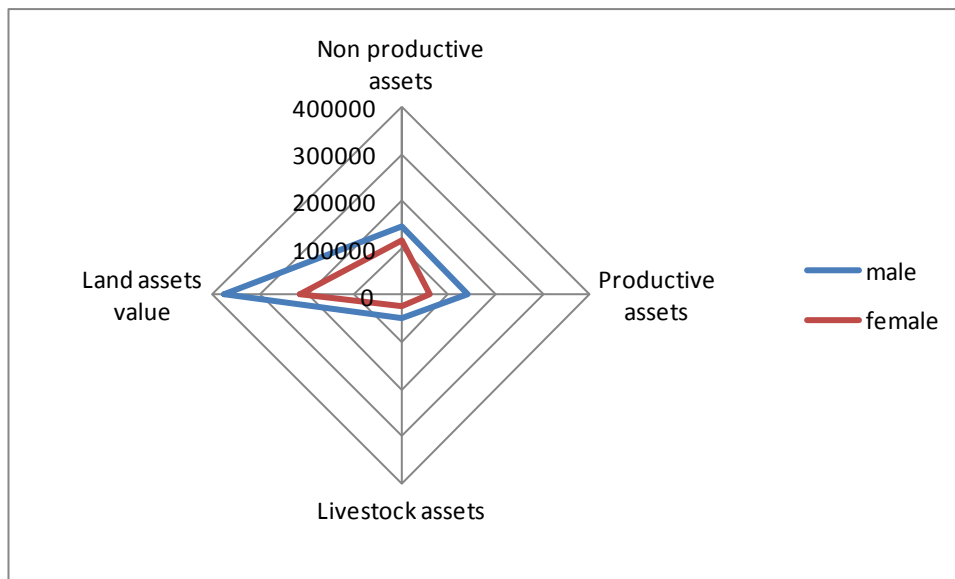 Non productive
assets
400000
300000
200000
100000
0
Land assets
value
Productive
assets
Livestock assets
male
female